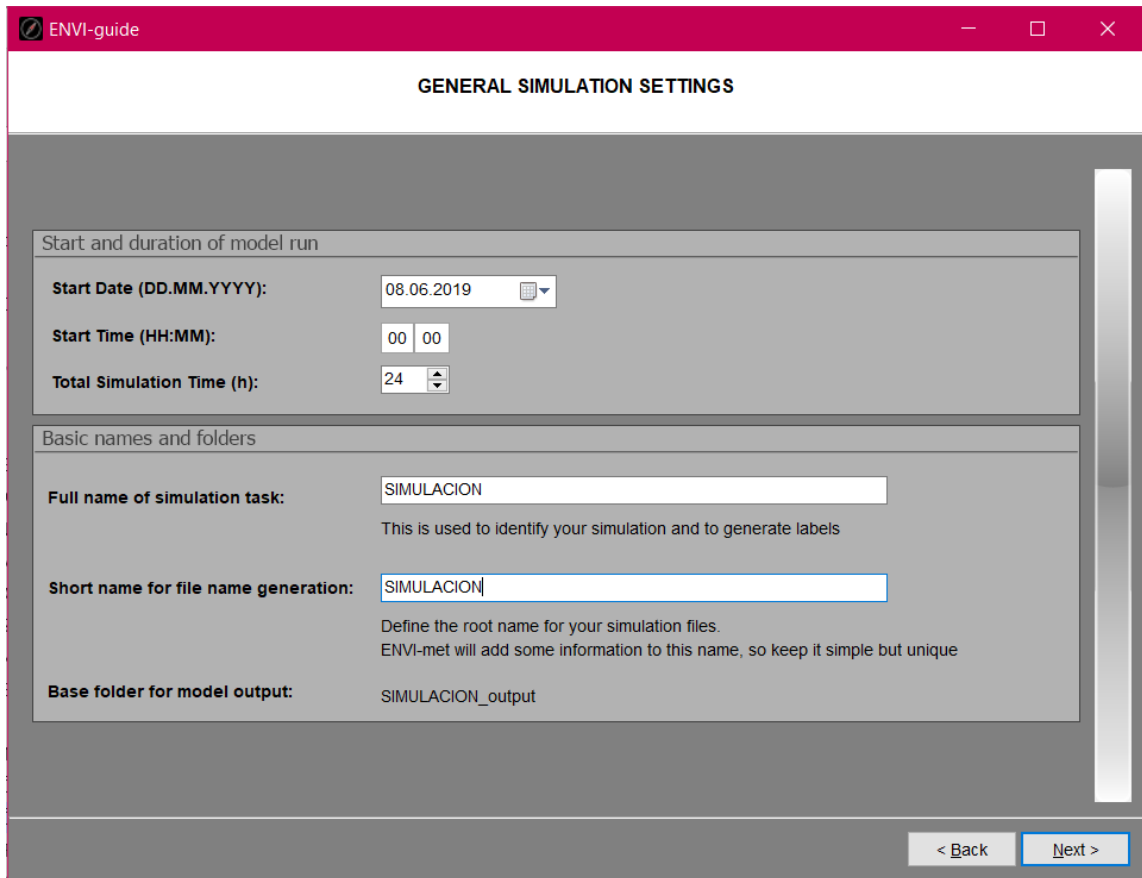 ENVI-guide
GENERAL SIMULATION SETTINGS
Start and duration of model run
Start Date (DD.MM.YYYY): 08.06.2019
Start Time (HH:MM): 00 00
Total Simulation Time (h): 24
Basic names and folders
Full name of simulation task: SIMULACION
This is used to identify your simulation and to generate labels
Short name for file name generation: SIMULACION
Define the root name for your simulation files.
ENVI-met will add some information to this name, so keep it simple but unique
Base folder for model output: SIMULACION_output
< Back Next >